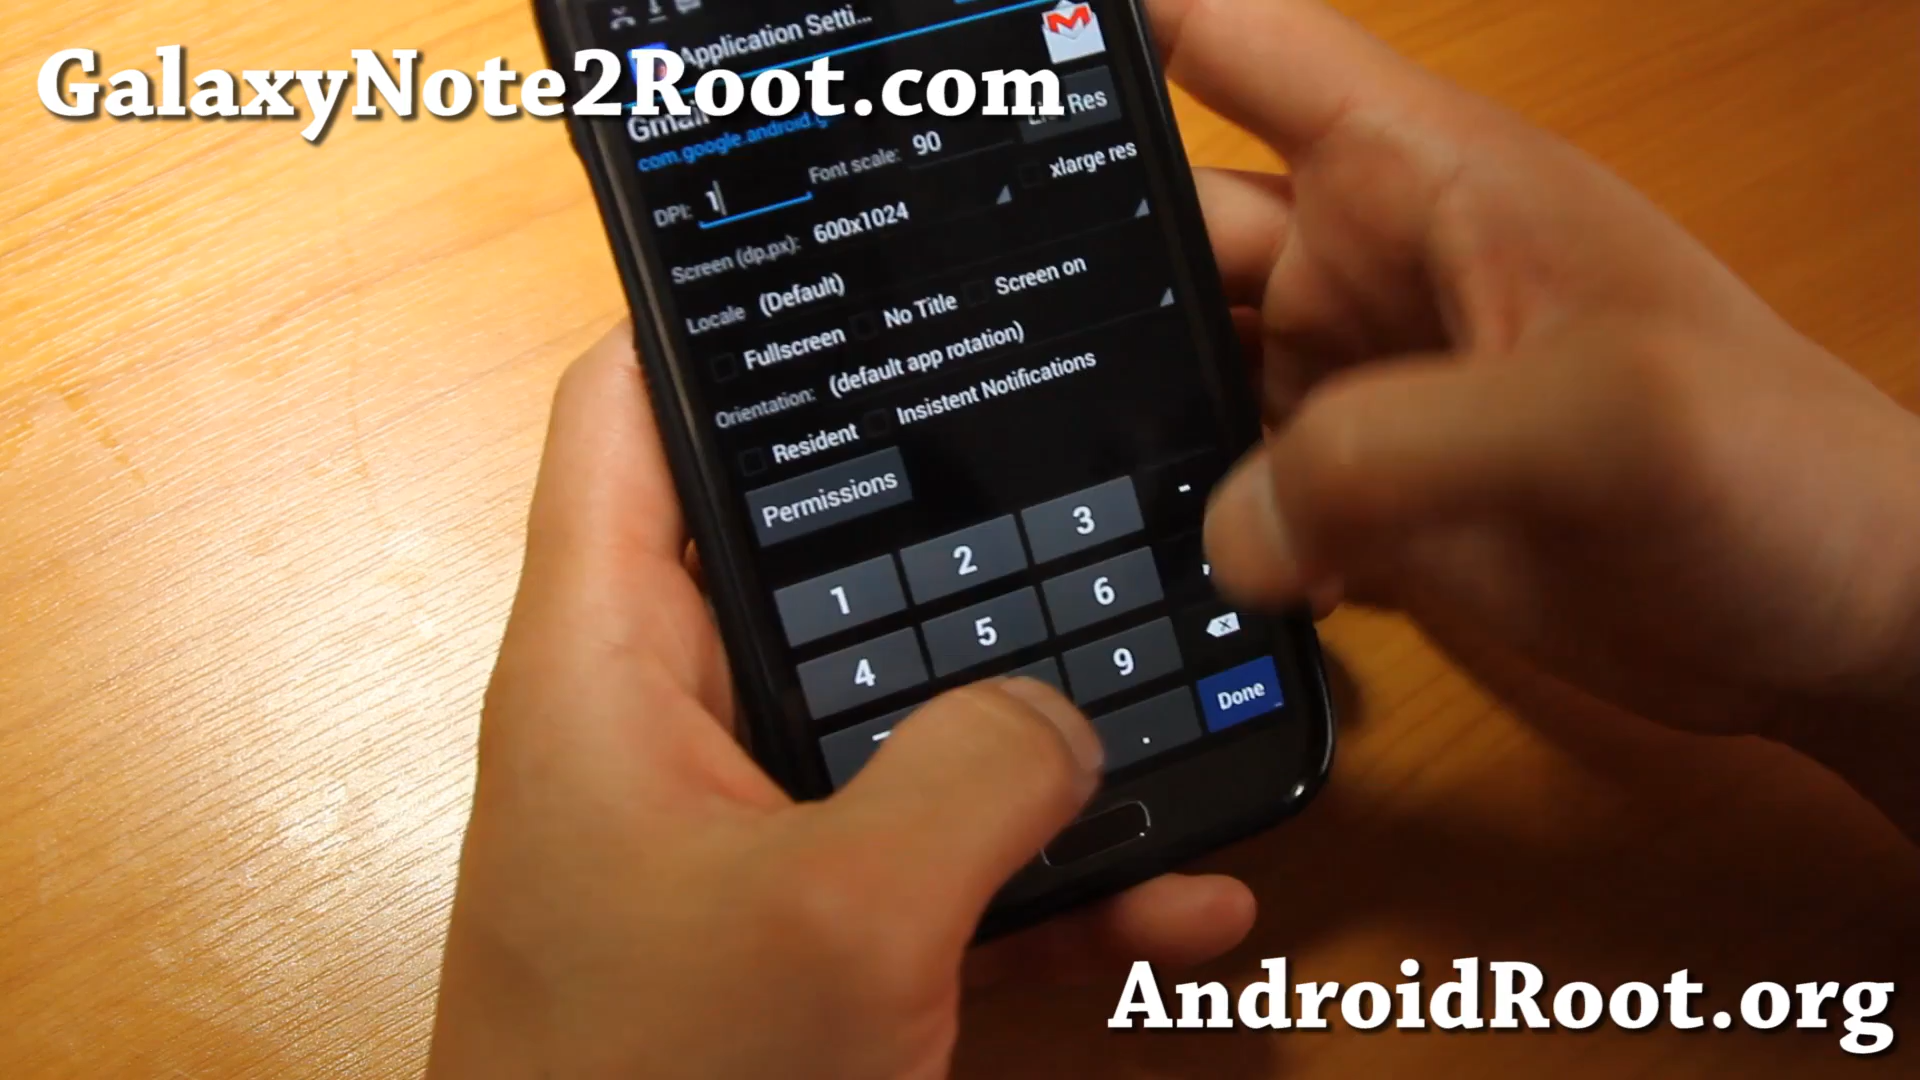 GalaxyNote2Root.com
Application Setti...
Gmail
com.google.android.g
Res
DPI: 1
Font scale: 90
xlarge res
Screen (dp,px): 600x1024
Locale (Default)
Fullscreen No Title Screen on
Orientation: (default app rotation)
Resident Insistent Notifications
Permissions
1 2 3 -
4 5 6
9
. Done
AndroidRoot.org